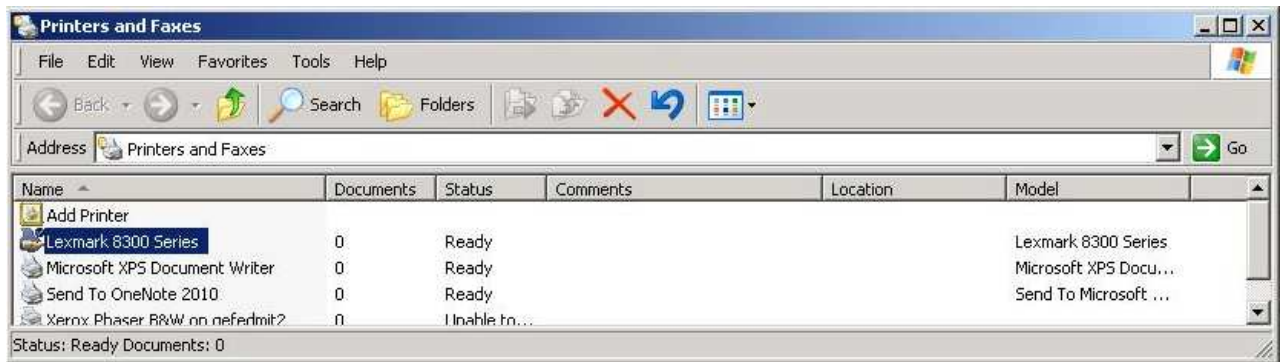 Printers and Faxes
File Edit View Favorites Tools Help
Back Search Folders
Address Printers and Faxes Go
Name Documents Status Comments Location Model
Add Printer
Lexmark 8300 Series 0 Ready Lexmark 8300 Series
Microsoft XPS Document Writer 0 Ready Microsoft XPS Docu...
Send To OneNote 2010 0 Ready Send To Microsoft ...
Xerox Phaser B&W on gefedmit2 0 Unable to...
Status: Ready Documents: 0